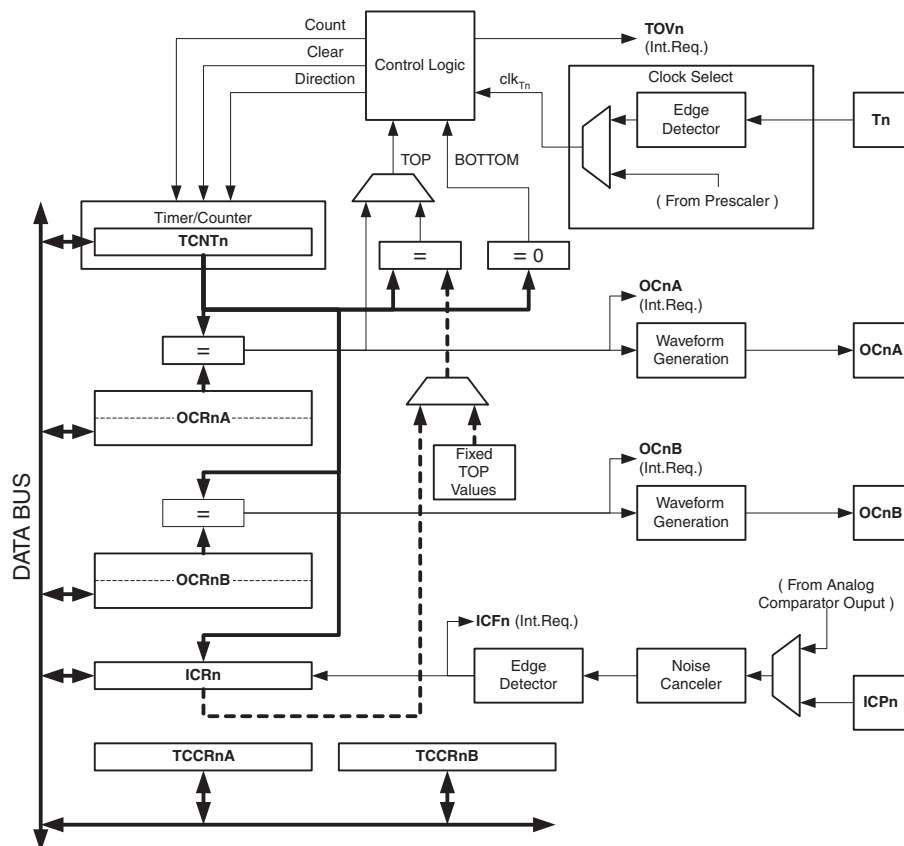 Count
Clear
Direction
Control Logic
TOVn
(Int.Req.)
clkTn
Clock Select
Edge
Detector
Tn
( From Prescaler )
TOP
BOTTOM
Timer/Counter
TCNTn
=
= 0
=
OCRnA
OCnA
(Int.Req.)
Waveform
Generation
OCnA
Fixed
TOP
Values
=
OCRnB
OCnB
(Int.Req.)
Waveform
Generation
OCnB
DATA BUS
( From Analog
Comparator Ouput )
ICFn (Int.Req.)
ICRn
Edge
Detector
Noise
Canceler
ICPn
TCCRnA
TCCRnB